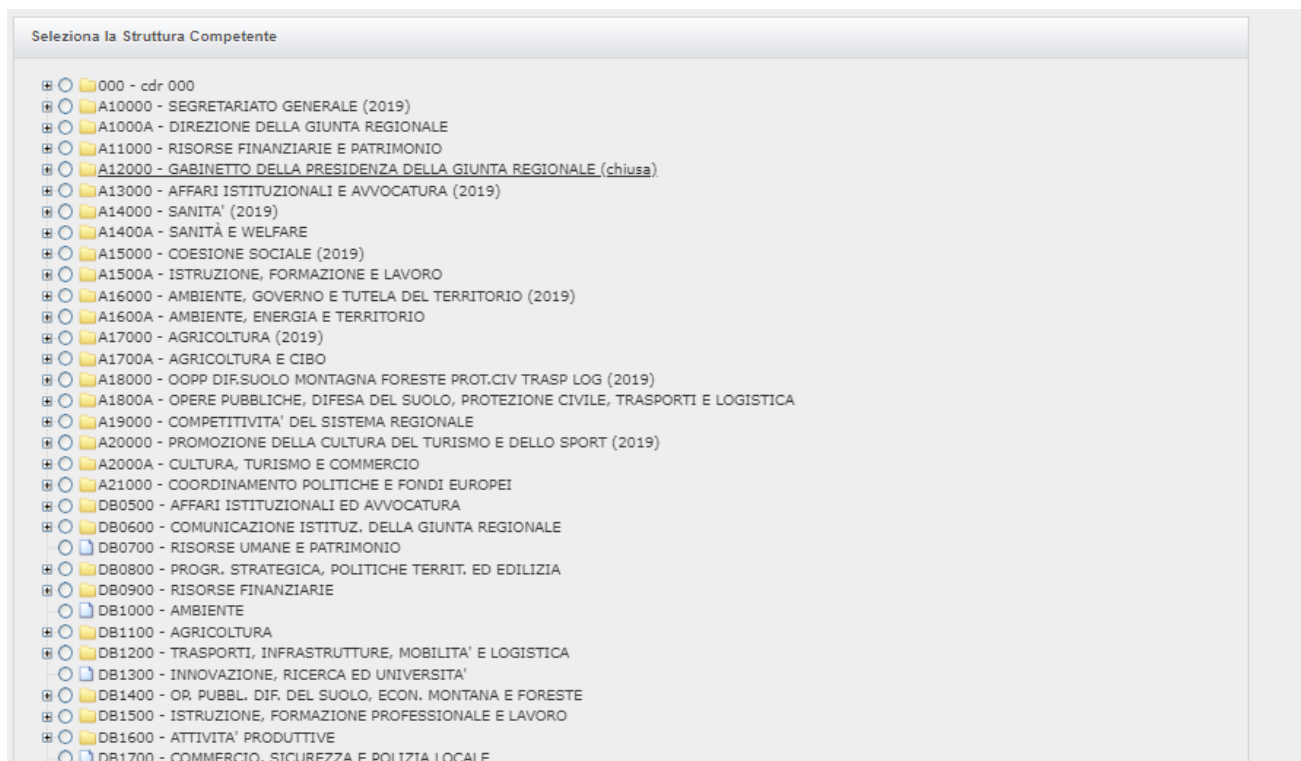 Seleziona la Struttura Competente
000 - cdr 000
A10000 - SEGRETARIATO GENERALE (2019)
A1000A - DIREZIONE DELLA GIUNTA REGIONALE
A11000 - RISORSE FINANZIARIE E PATRIMONIO
A12000 - GABINETTO DELLA PRESIDENZA DELLA GIUNTA REGIONALE (chiusa)
A13000 - AFFARI ISTITUZIONALI E AVVOCATURA (2019)
A14000 - SANITA' (2019)
A1400A - SANITÀ E WELFARE
A15000 - COESIONE SOCIALE (2019)
A1500A - ISTRUZIONE, FORMAZIONE E LAVORO
A16000 - AMBIENTE, GOVERNO E TUTELA DEL TERRITORIO (2019)
A1600A - AMBIENTE, ENERGIA E TERRITORIO
A17000 - AGRICOLTURA (2019)
A1700A - AGRICOLTURA E CIBO
A18000 - OOPP DIF.SUOLO MONTAGNA FORESTE PROT.CIV TRASP LOG (2019)
A1800A - OPERE PUBBLICHE, DIFESA DEL SUOLO, PROTEZIONE CIVILE, TRASPORTI E LOGISTICA
A19000 - COMPETITIVITA' DEL SISTEMA REGIONALE
A20000 - PROMOZIONE DELLA CULTURA DEL TURISMO E DELLO SPORT (2019)
A2000A - CULTURA, TURISMO E COMMERCIO
A21000 - COORDINAMENTO POLITICHE E FONDI EUROPEI
DB0500 - AFFARI ISTITUZIONALI ED AVVOCATURA
DB0600 - COMUNICAZIONE ISTITUZ. DELLA GIUNTA REGIONALE
DB0700 - RISORSE UMANE E PATRIMONIO
DB0800 - PROGR. STRATEGICA, POLITICHE TERRIT. ED EDILIZIA
DB0900 - RISORSE FINANZIARIE
DB1000 - AMBIENTE
DB1100 - AGRICOLTURA
DB1200 - TRASPORTI, INFRASTRUTTURE, MOBILITA' E LOGISTICA
DB1300 - INNOVAZIONE, RICERCA ED UNIVERSITA'
DB1400 - OP. PUBBL. DIF. DEL SUOLO, ECON. MONTANA E FORESTE
DB1500 - ISTRUZIONE, FORMAZIONE PROFESSIONALE E LAVORO
DB1600 - ATTIVITA' PRODUTTIVE
DB1700 - COMMERCIO, SICUREZZA E POLIZIA LOCALE